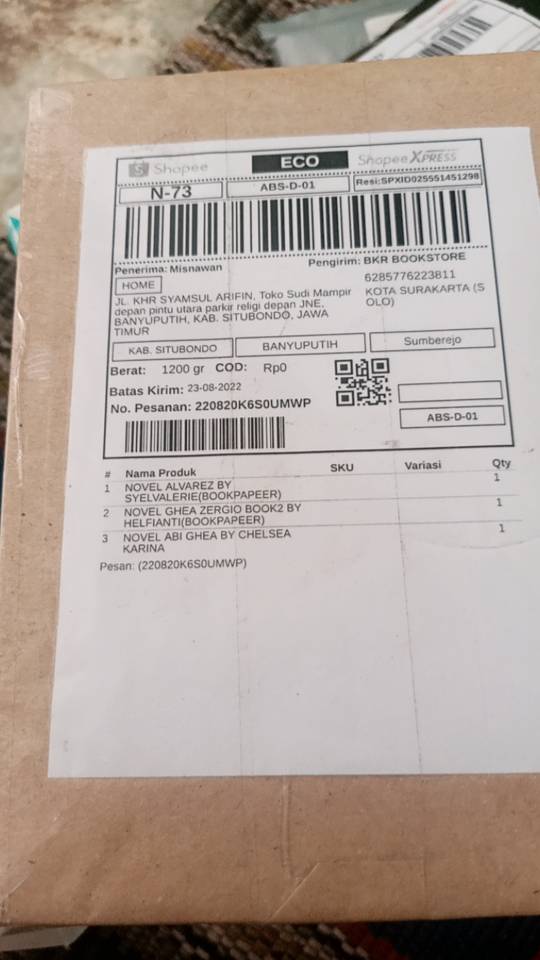 Shopee
ECO
Shopee XPRESS
N-73
ABS-D-01
Resi:SPXID025551451298
Penerima: Misnawan
Pengirim: BKR BOOKSTORE
HOME
6285776223811
JL. KHR SYAMSUL ARIFIN, Toko Sudi Mampir
KOTA SURAKARTA (S
depan pintu utara parkir religi depan JNE,
OLO)
BANYUPUTIH, KAB. SITUBONDO, JAWA
TIMUR
KAB. SITUBONDO
BANYUPUTIH
Sumberejo
Berat: 1200 gr COD: Rp0
Batas Kirim: 23-08-2022
No. Pesanan: 220820K6S0UMWP
ABS-D-01
# Nama Produk SKU Variasi Qty
1 NOVEL ALVAREZ BY 1
SYELVALERIE(BOOKPAPEER)
2 NOVEL GHEA ZERGIO BOOK2 BY 1
HELFIANTI(BOOKPAPEER)
3 NOVEL ABI GHEA BY CHELSEA 1
KARINA
Pesan: (220820K6S0UMWP)